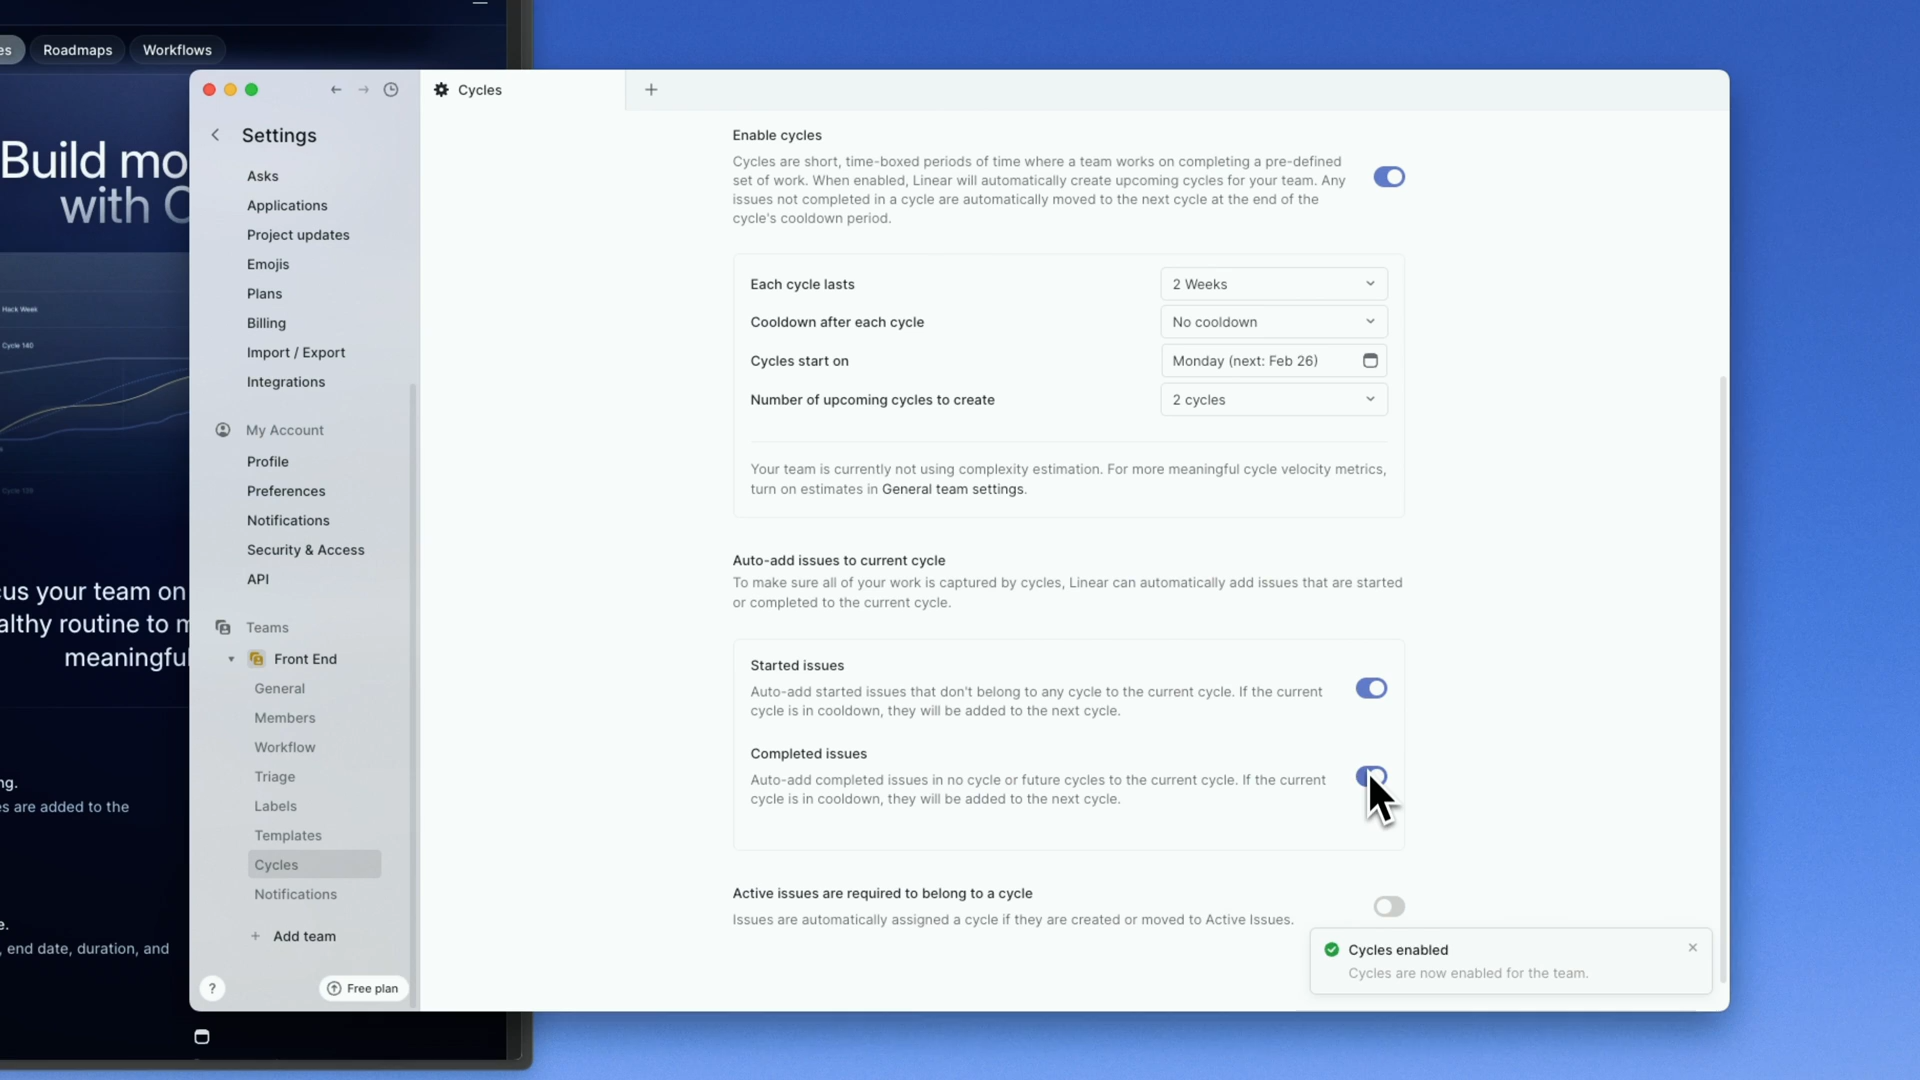 es
Roadmaps
Workflows
Build mo
with C
Hack Week
Cycle 140
Cycle 139
cus your team on
althy routine to m
meaningful
ng.
es are added to the
e.
, end date, duration, and
Settings
Asks
Applications
Project updates
Emojis
Plans
Billing
Import / Export
Integrations
My Account
Profile
Preferences
Notifications
Security & Access
API
Teams
Front End
General
Members
Workflow
Triage
Labels
Templates
Cycles
Notifications
+ Add team
?
Free plan
Cycles
+
Enable cycles
Cycles are short, time-boxed periods of time where a team works on completing a pre-defined
set of work. When enabled, Linear will automatically create upcoming cycles for your team. Any
issues not completed in a cycle are automatically moved to the next cycle at the end of the
cycle's cooldown period.
Each cycle lasts
2 Weeks
Cooldown after each cycle
No cooldown
Cycles start on
Monday (next: Feb 26)
Number of upcoming cycles to create
2 cycles
Your team is currently not using complexity estimation. For more meaningful cycle velocity metrics,
turn on estimates in General team settings.
Auto-add issues to current cycle
To make sure all of your work is captured by cycles, Linear can automatically add issues that are started
or completed to the current cycle.
Started issues
Auto-add started issues that don't belong to any cycle to the current cycle. If the current
cycle is in cooldown, they will be added to the next cycle.
Completed issues
Auto-add completed issues in no cycle or future cycles to the current cycle. If the current
cycle is in cooldown, they will be added to the next cycle.
Active issues are required to belong to a cycle
Issues are automatically assigned a cycle if they are created or moved to Active Issues.
Cycles enabled
Cycles are now enabled for the team.